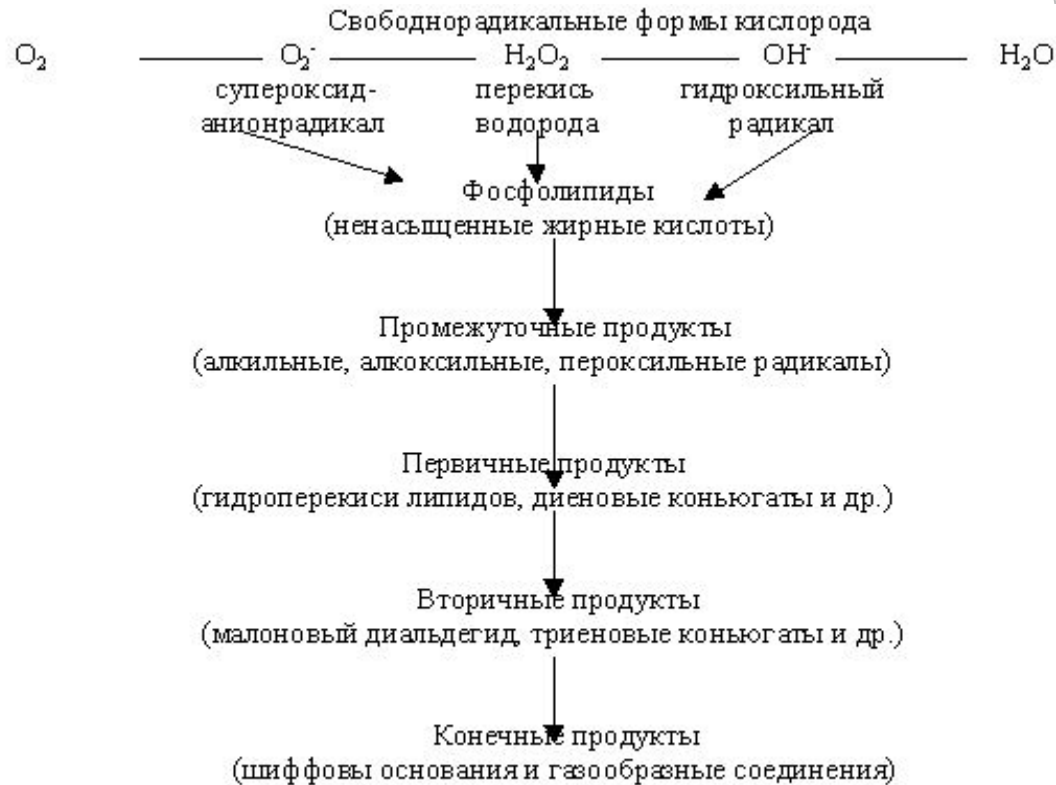 Свободнорадикальные формы кислорода
O₂ O₂˙ H₂O₂ OH˙ H₂O
супероксид- перекись гидроксильный
анионрадикал водорода радикал
Фосфолипиды
(ненасыщенные жирные кислоты)
Промежуточные продукты
(алкильные, алкоксильные, пероксильные радикалы)
Первичные продукты
(гидроперекиси липидов, диеновые коньюгаты и др.)
Вторичные продукты
(малоновый диальдегид, триеновые коньюгаты и др.)
Конечные продукты
(шиффовы основания и газообразные соединения)